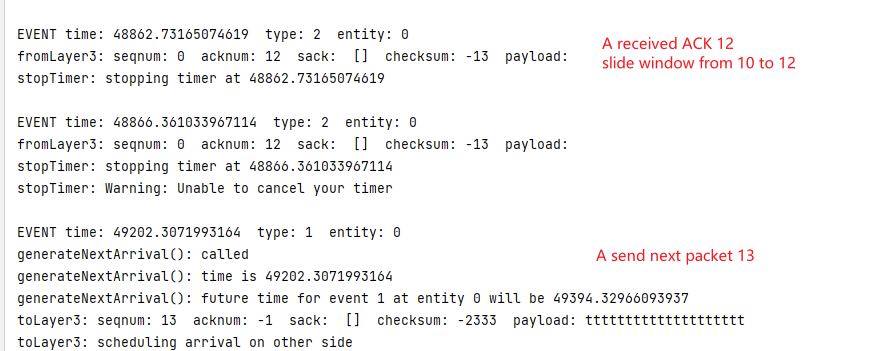 EVENT time: 48862.73165074619  type: 2  entity: 0
fromLayer3: seqnum: 0  acknum: 12  sack:  []  checksum: -13  payload:
A received ACK 12
slide window from 10 to 12
stopTimer: stopping timer at 48862.73165074619
EVENT time: 48866.361033967114  type: 2  entity: 0
fromLayer3: seqnum: 0  acknum: 12  sack:  []  checksum: -13  payload:
stopTimer: stopping timer at 48866.361033967114
stopTimer: Warning: Unable to cancel your timer
EVENT time: 49202.3071993164  type: 1  entity: 0
generateNextArrival(): called
A send next packet 13
generateNextArrival(): time is 49202.3071993164
generateNextArrival(): future time for event 1 at entity 0 will be 49394.32966093937
toLayer3: seqnum: 13  acknum: -1  sack:  []  checksum: -2333  payload: tttttttttttttttttttt
toLayer3: scheduling arrival on other side